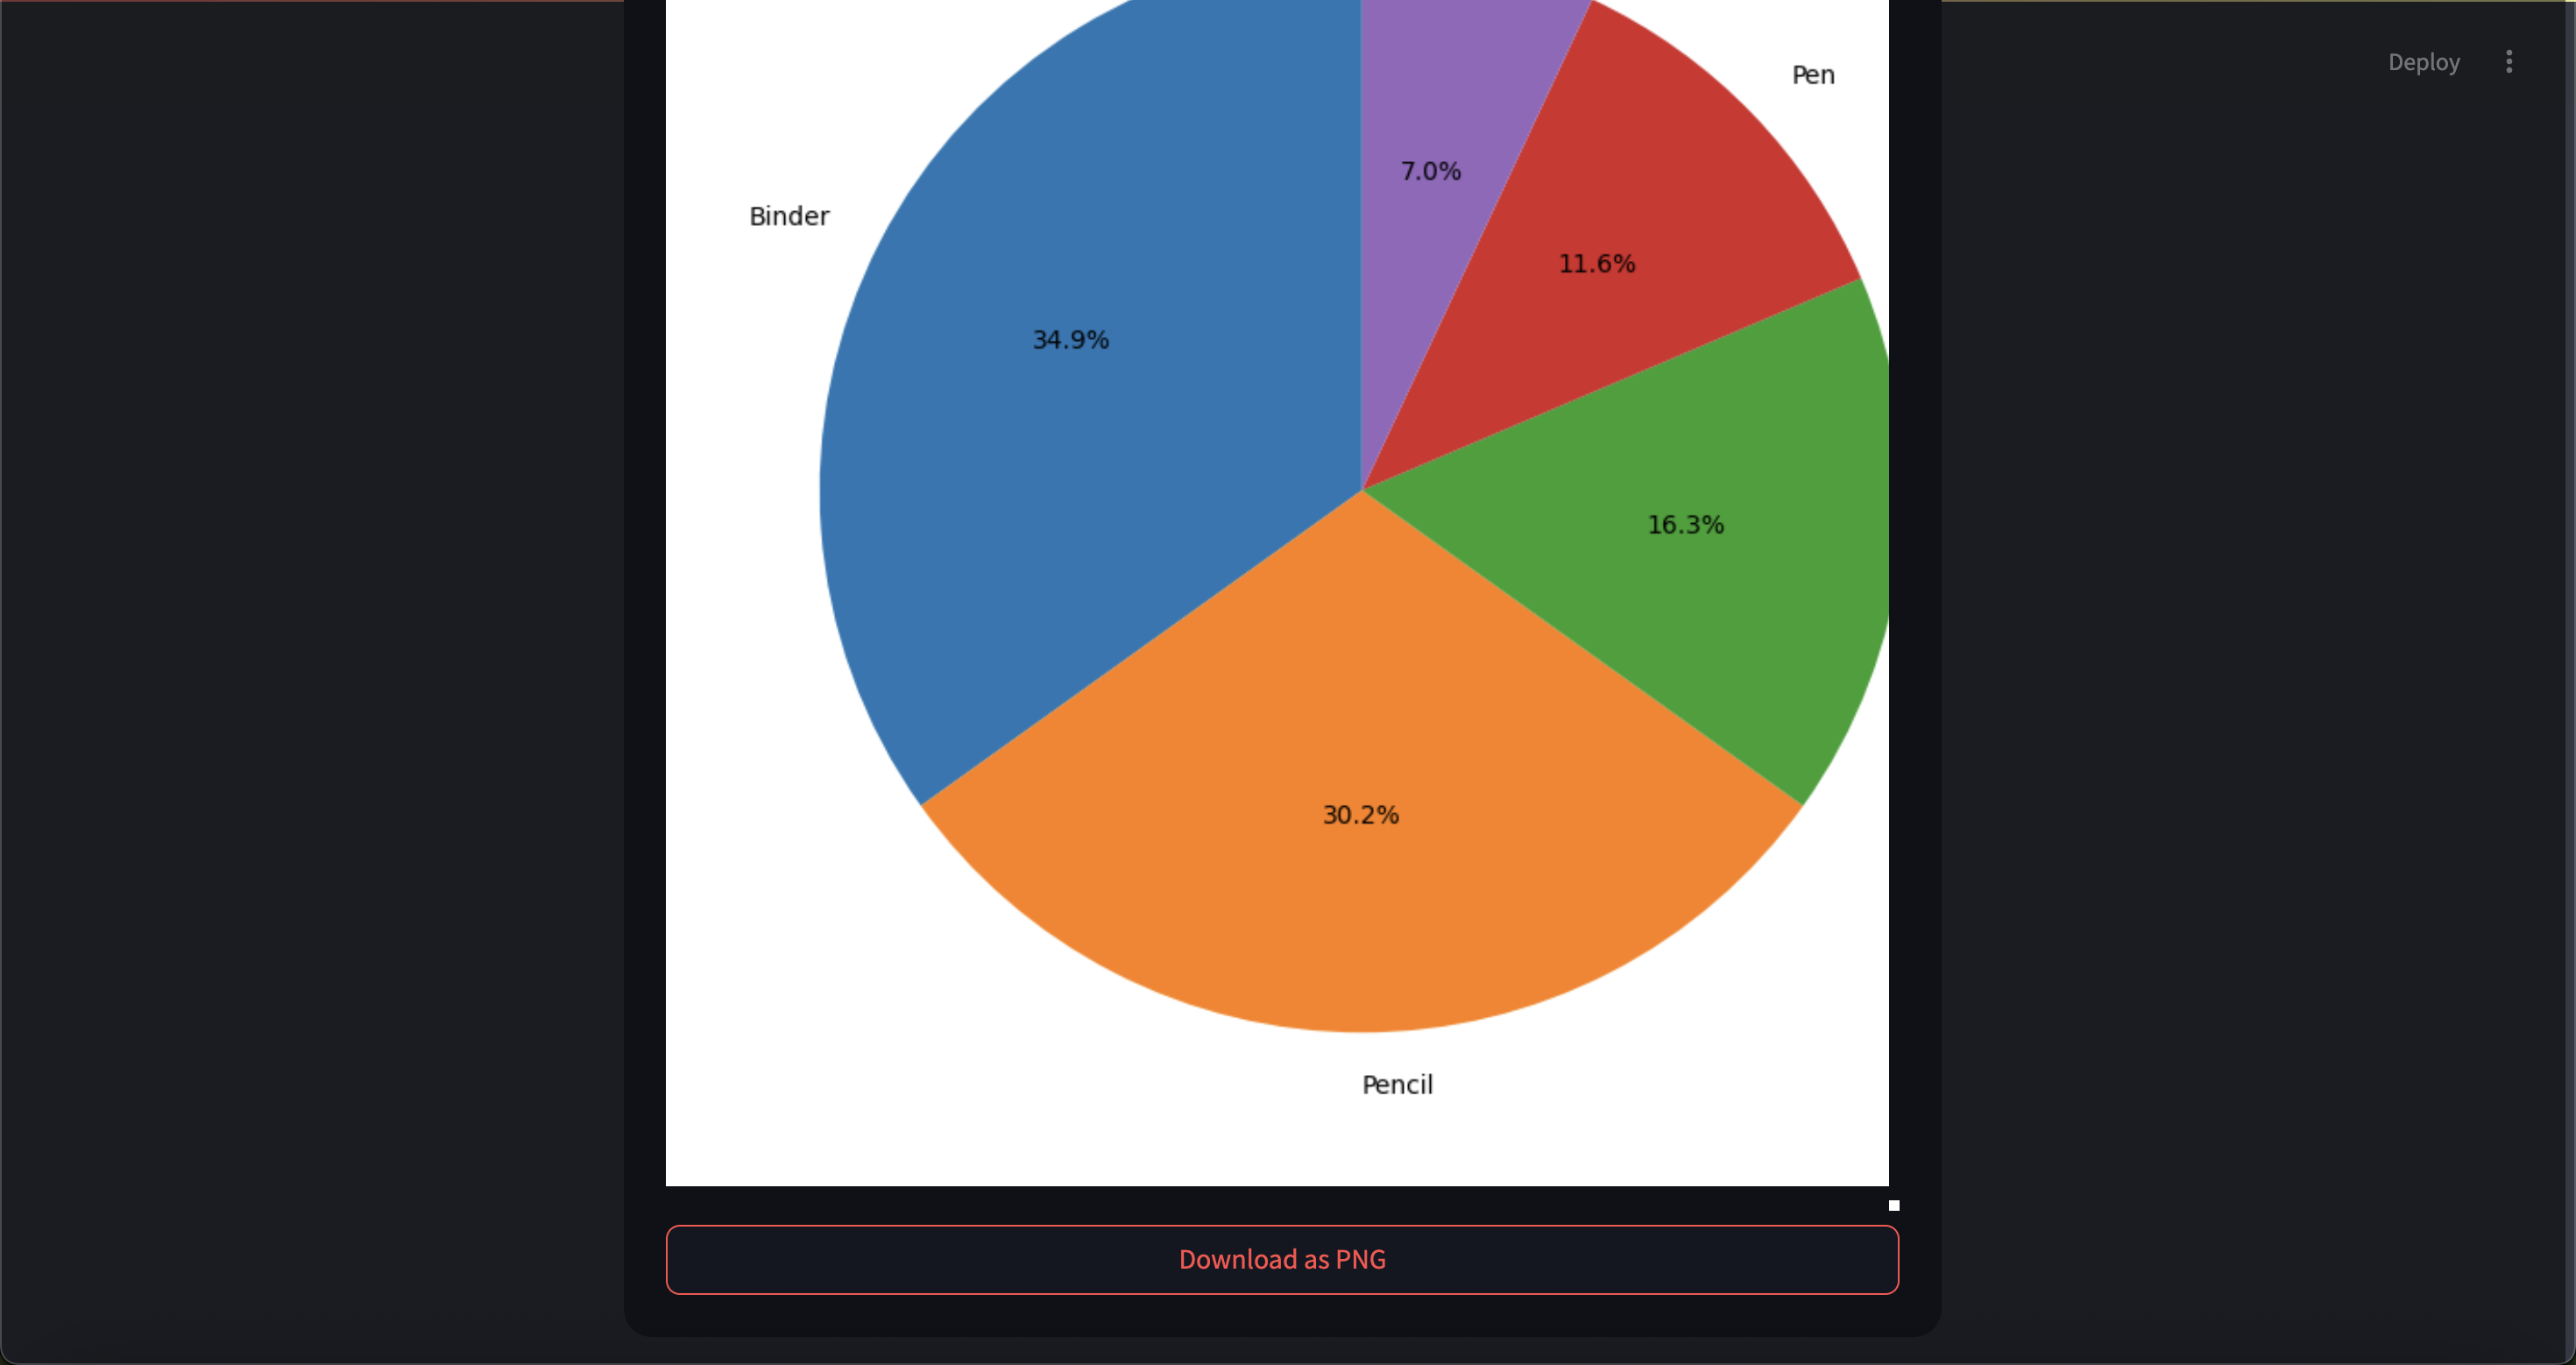 Deploy
Pen
7.0%
Binder
11.6%
34.9%
16.3%
30.2%
Pencil
Download as PNG